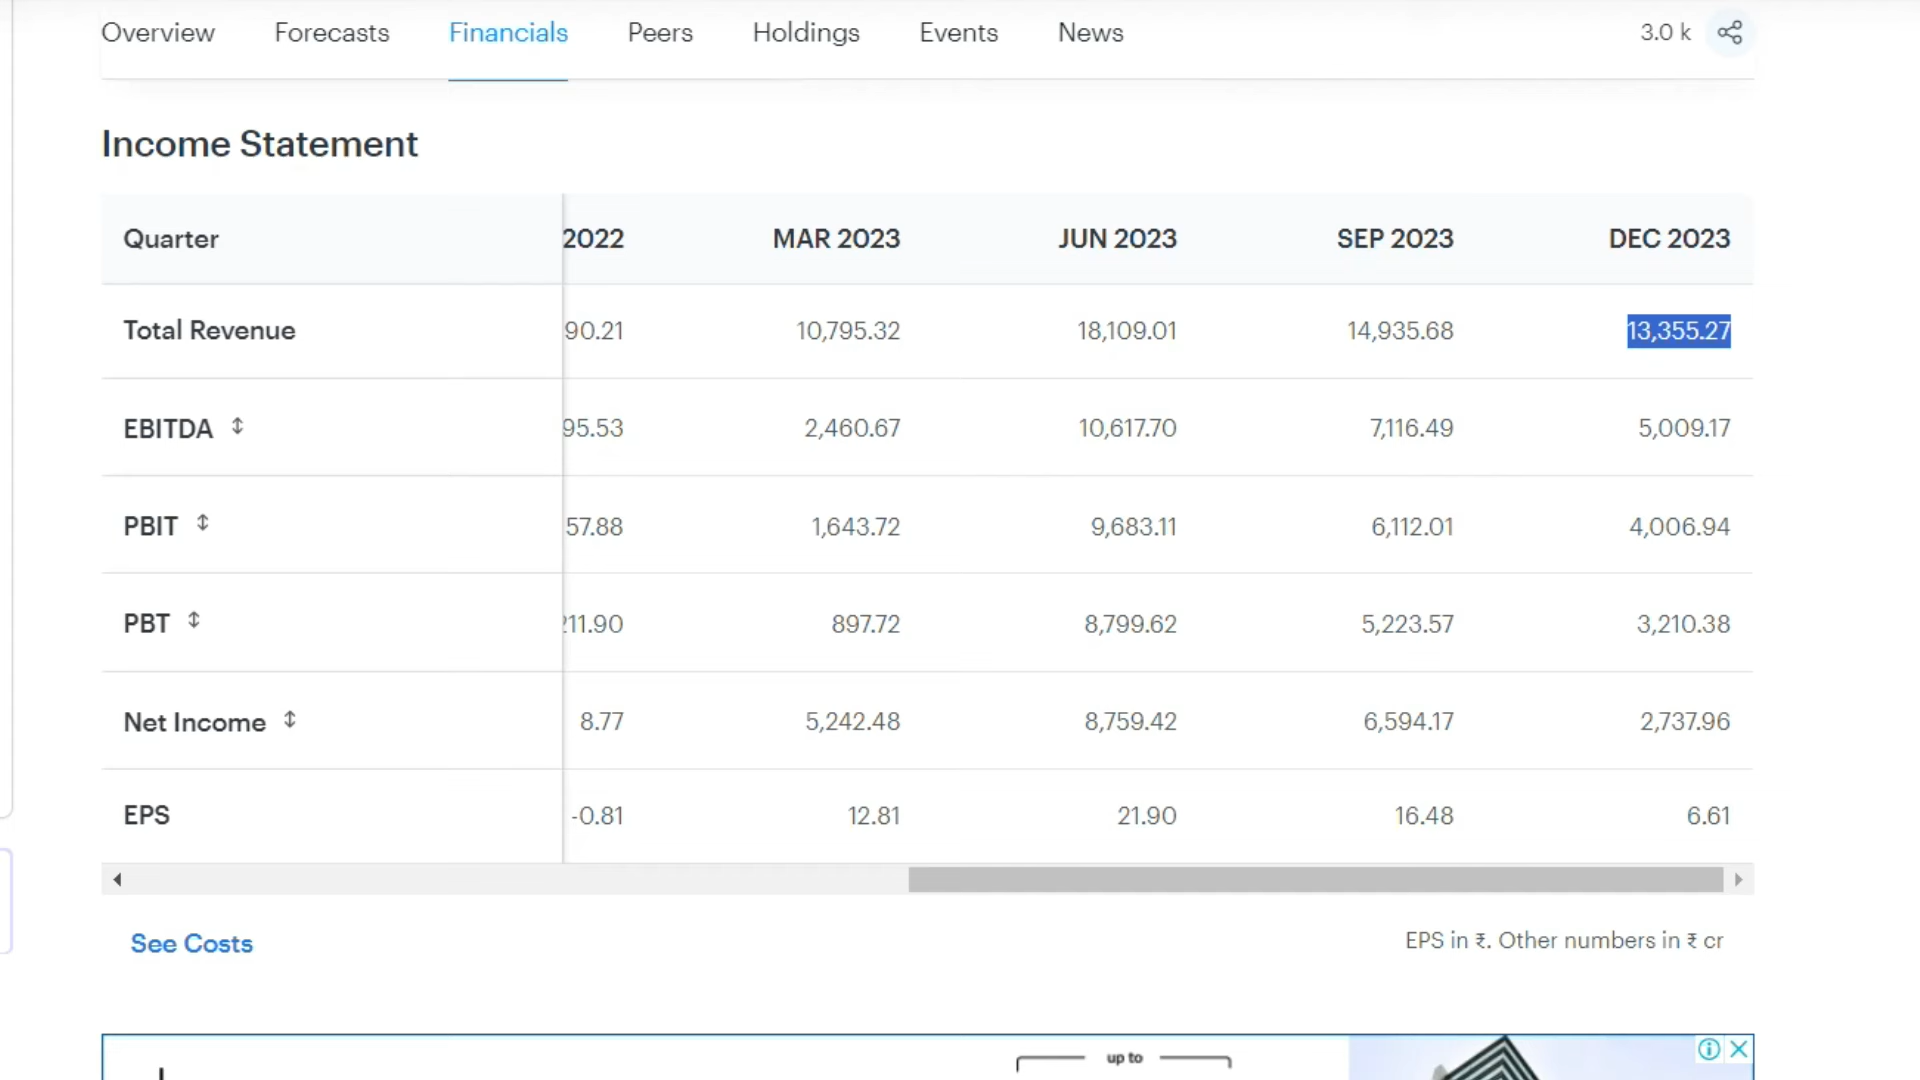 Overview Forecasts Financials Peers Holdings Events News 3.0 k
Income Statement
Quarter 2022 MAR 2023 JUN 2023 SEP 2023 DEC 2023
Total Revenue 90.21 10,795.32 18,109.01 14,935.68 13,355.27
EBITDA 95.53 2,460.67 10,617.70 7,116.49 5,009.17
PBIT 57.88 1,643.72 9,683.11 6,112.01 4,006.94
PBT 211.90 897.72 8,799.62 5,223.57 3,210.38
Net Income 8.77 5,242.48 8,759.42 6,594.17 2,737.96
EPS -0.81 12.81 21.90 16.48 6.61
See Costs EPS in ₹. Other numbers in ₹ cr
up to